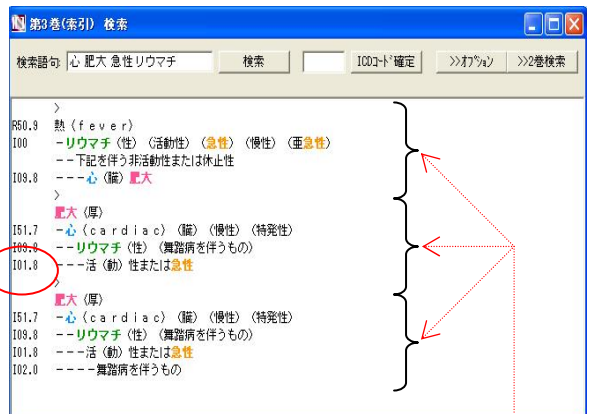 第3巻(索引) 検索
検索語句: 心 肥大 急性リウマチ 検索 ICDコード確定 >>オプション >>2巻検索
>
R50.9 熱 (fever)
I00 -リウマチ (性) (活動性) (急性) (慢性) (亜急性)
--下記を伴う非活動性または休止性
I09.8 ---心 (臓) 肥大
>
肥大 (厚)
I51.7 -心 (cardiac) (臓) (慢性) (特発性)
I09.8 --リウマチ (性) (舞踏病を伴うもの)
I01.8 ---活 (動) 性または急性
>
肥大 (厚)
I51.7 -心 (cardiac) (臓) (慢性) (特発性)
I09.8 --リウマチ (性) (舞踏病を伴うもの)
I01.8 ---活 (動) 性または急性
I02.0 ----舞踏病を伴うもの